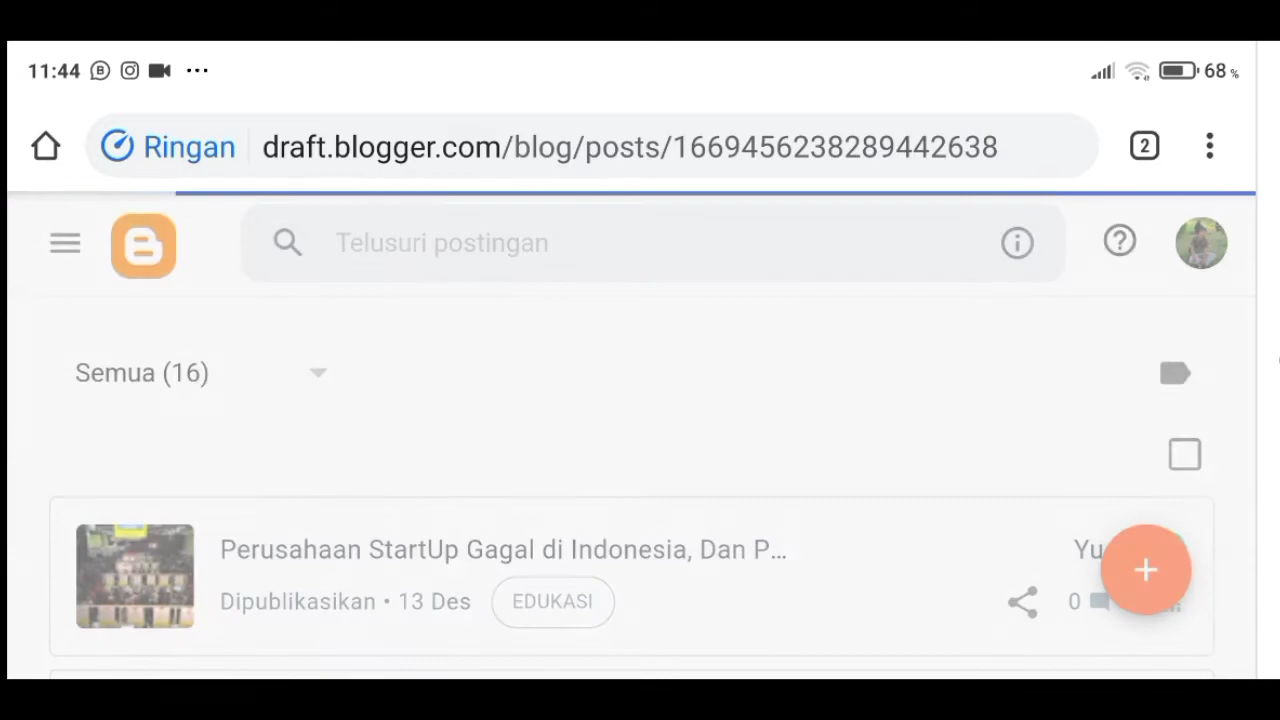 11:44 ... 68 %
Ringan draft.blogger.com/blog/posts/1669456238289442638 2
Telusuri postingan
Semua (16)
Perusahaan StartUp Gagal di Indonesia, Dan P... Yu
Dipublikasikan • 13 Des EDUKASI 0